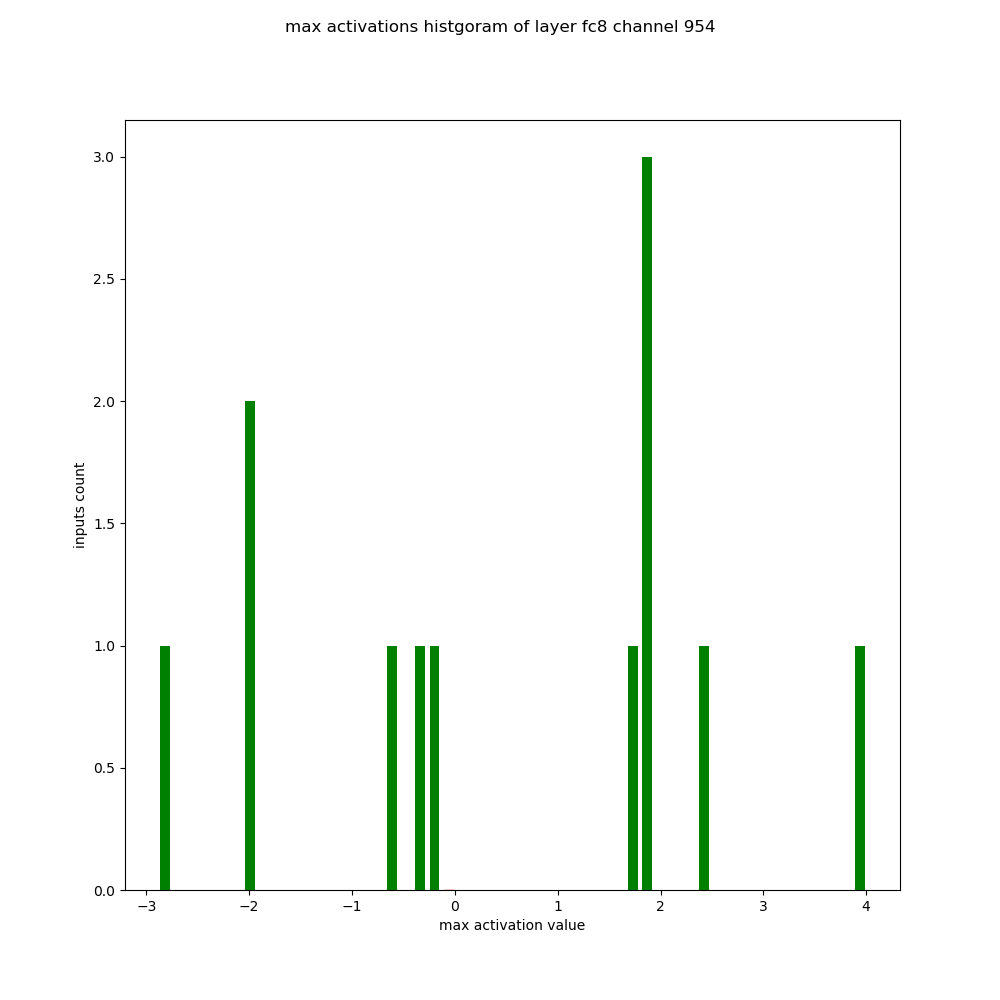 max activations histgoram of layer fc8 channel 954
3.0
2.5
2.0
1.5
1.0
0.5
0.0
inputs count
−3 −2 −1 0 1 2 3 4
max activation value